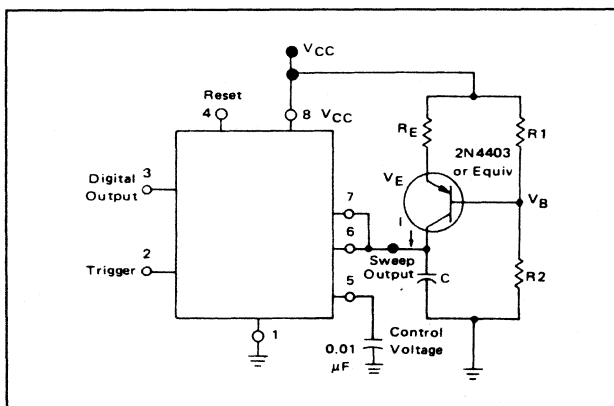 VCC
Reset
4
8 VCC
RE
R1
2N4403
or Equiv
Digital 3
Output
VE
VB
7
I
6
2
Trigger
Sweep
Output
C
R2
5
1
Control
Voltage
0.01
µF